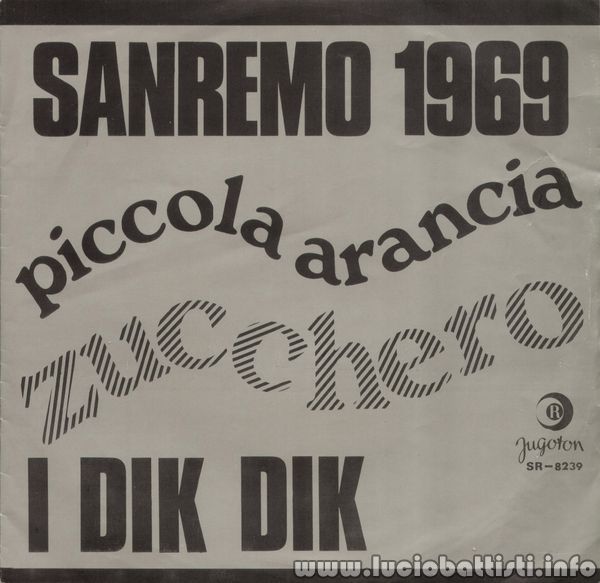 SANREMO 1969
piccola arancia
zucchero
R
Jugoton
SR-8239
I DIK DIK
www.luciobattisti.info